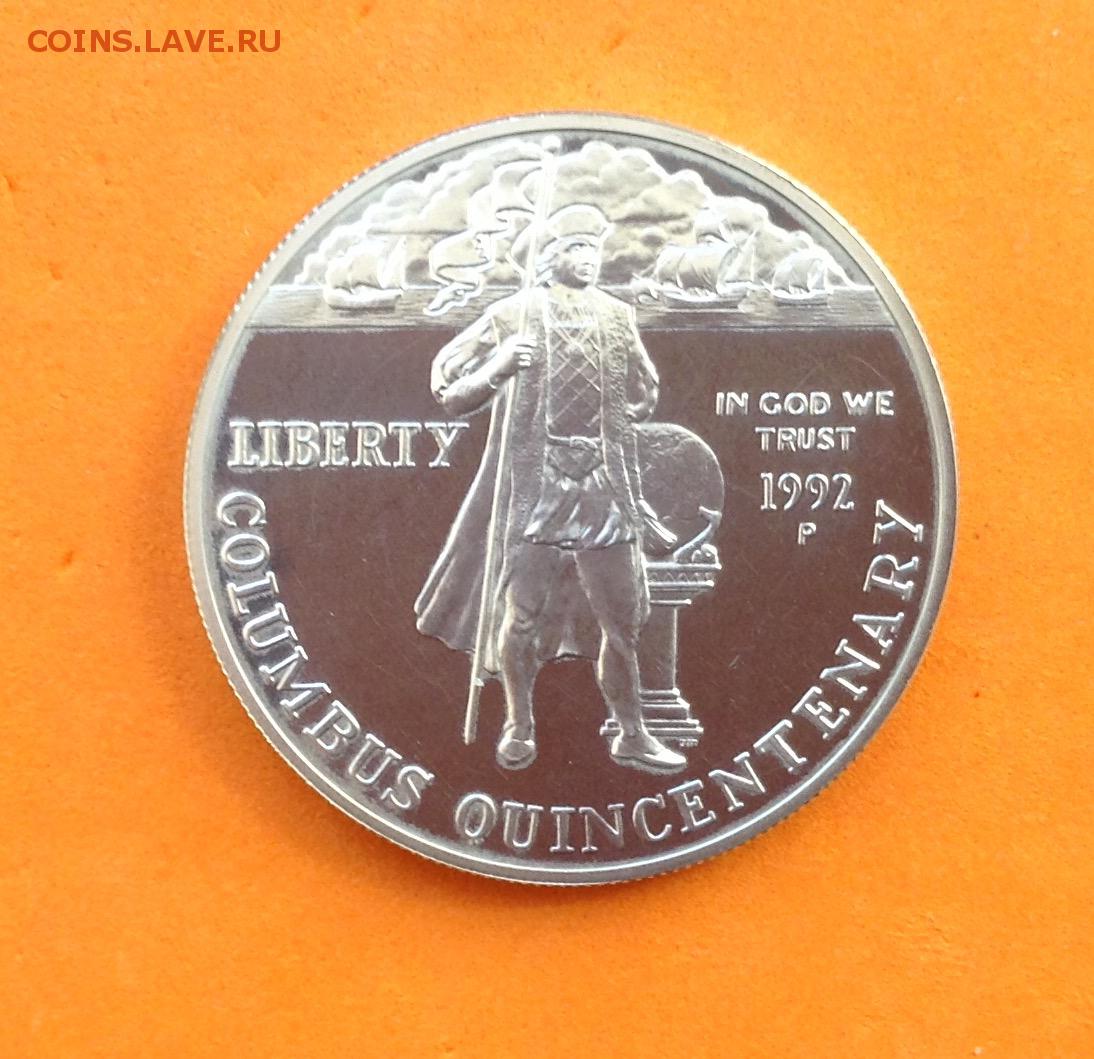 COINS.LAVE.RU
LIBERTY
IN GOD WE
TRUST
1992
P
COLUMBUS QUINCENTENARY